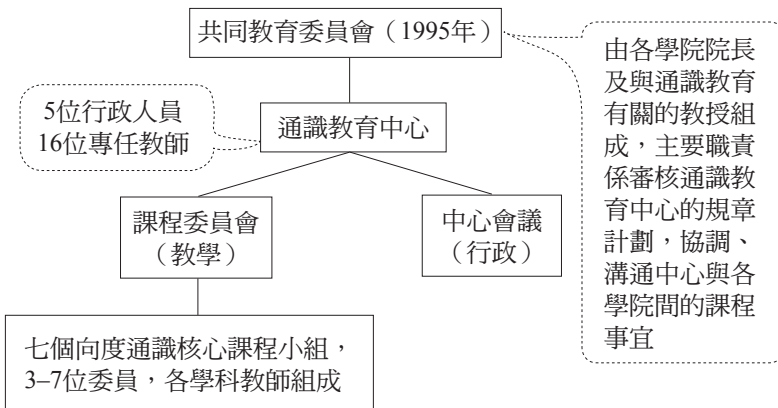 共同教育委員會（1995年）
由各學院院長
及與通識教育
有關的教授組
成，主要職責
係審核通識教
育中心的規章
計劃，協調、
溝通中心與各
學院間的課程
事宜
5位行政人員
16位專任教師
通識教育中心
課程委員會
（教學）
中心會議
（行政）
七個向度通識核心課程小組，
3–7位委員，各學科教師組成